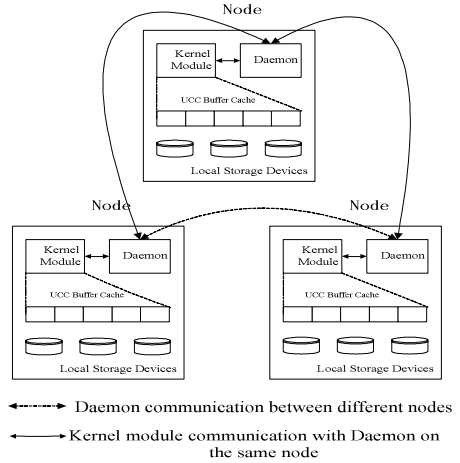 Node
Kernel
Module
Daemon
UCC Buffer Cache
Local Storage Devices
Node
Kernel
Module
Daemon
UCC Buffer Cache
Local Storage Devices
Node
Kernel
Module
Daemon
UCC Buffer Cache
Local Storage Devices
Daemon communication between different nodes
Kernel module communication with Daemon on
the same node